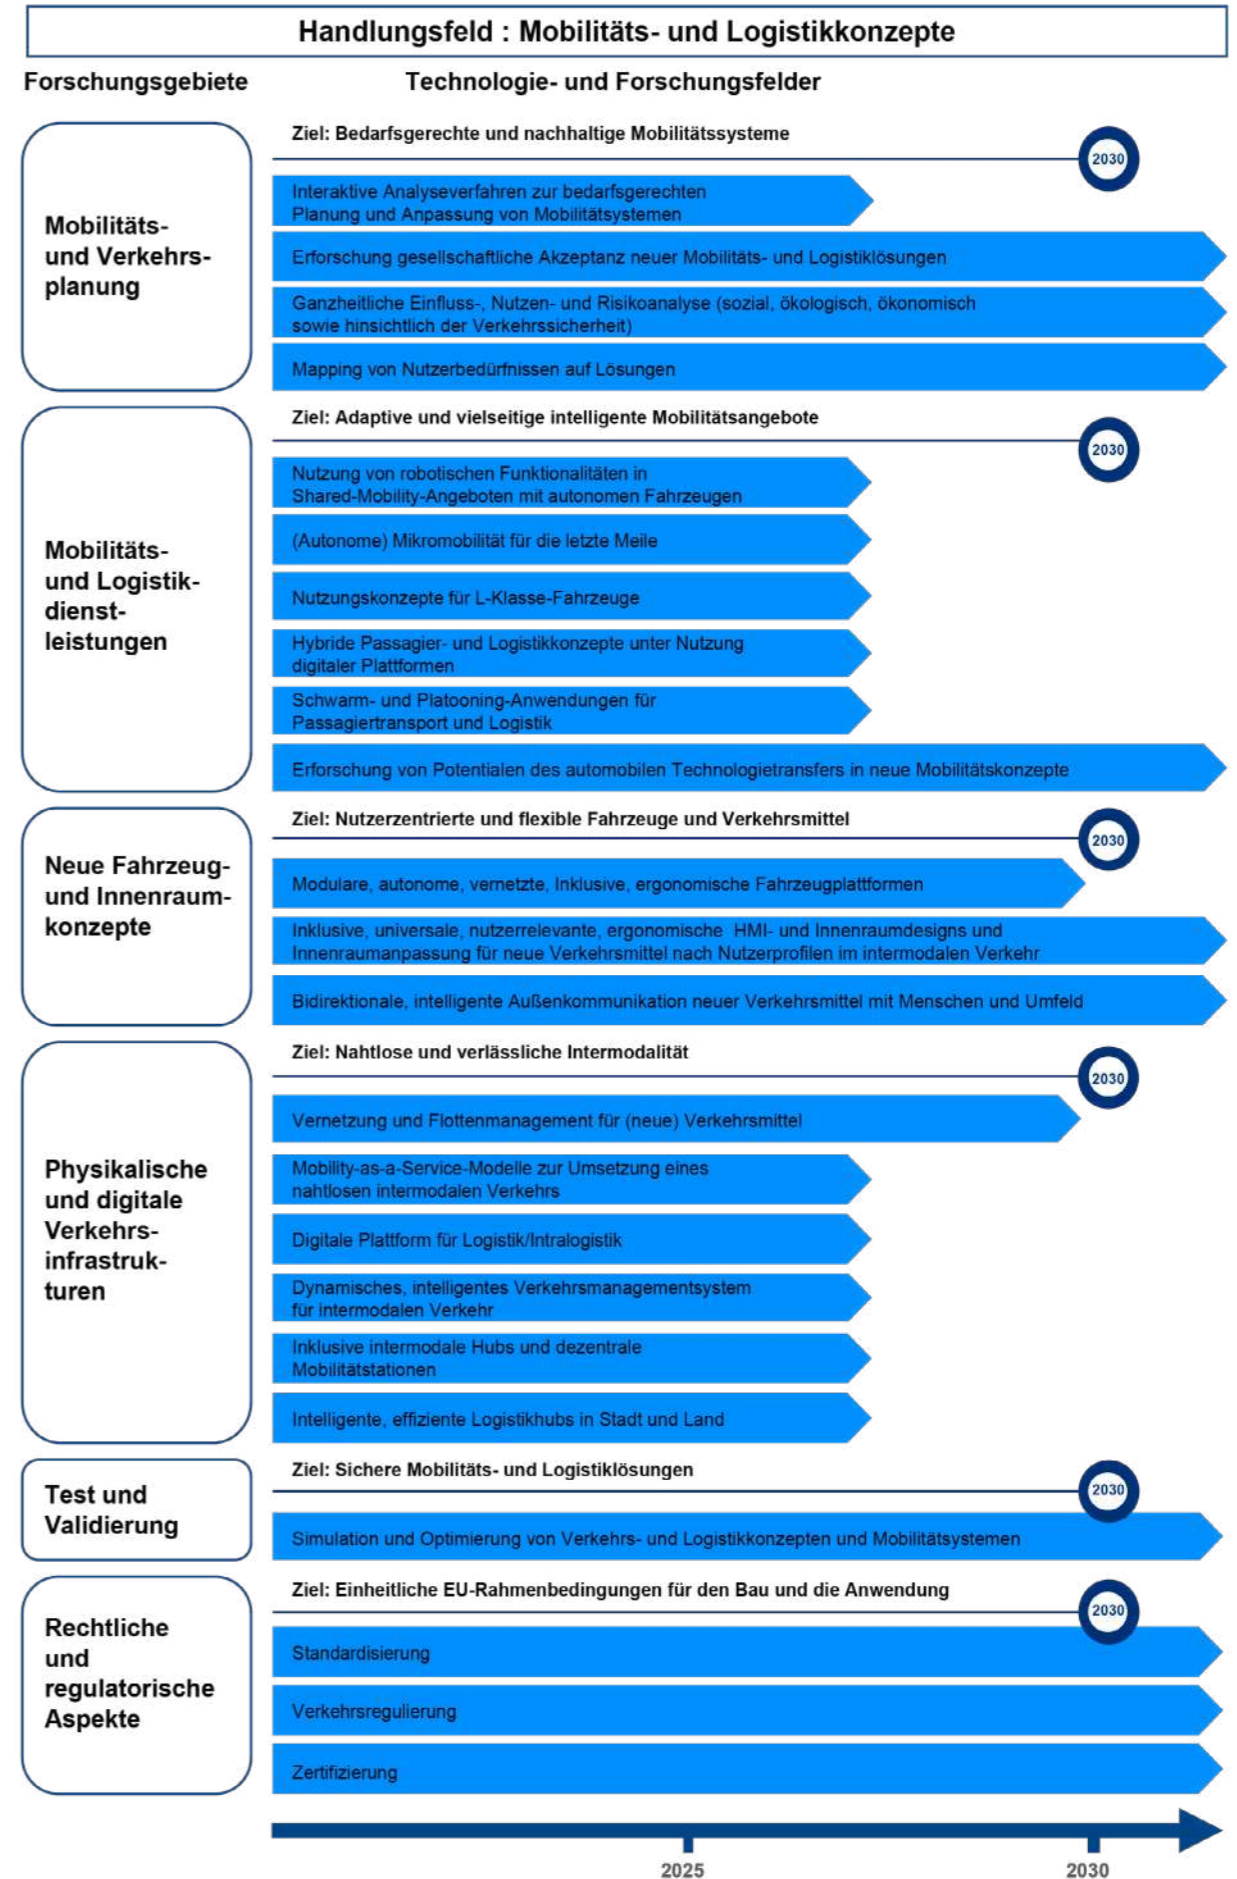 Handlungsfeld : Mobilitäts- und Logistikkonzepte
Forschungsgebiete
Technologie- und Forschungsfelder
Mobilitäts-
und Verkehrs-
planung
Ziel: Bedarfsgerechte und nachhaltige Mobilitätssysteme
2030
Interaktive Analyseverfahren zur bedarfsgerechten
Planung und Anpassung von Mobilitätsystemen
Erforschung gesellschaftliche Akzeptanz neuer Mobilitäts- und Logistiklösungen
Ganzheitliche Einfluss-, Nutzen- und Risikoanalyse (sozial, ökologisch, ökonomisch
sowie hinsichtlich der Verkehrssicherheit)
Mapping von Nutzerbedürfnissen auf Lösungen
Mobilitäts-
und Logistik-
dienst-
leistungen
Ziel: Adaptive und vielseitige intelligente Mobilitätsangebote
2030
Nutzung von robotischen Funktionalitäten in
Shared-Mobility-Angeboten mit autonomen Fahrzeugen
(Autonome) Mikromobilität für die letzte Meile
Nutzungskonzepte für L-Klasse-Fahrzeuge
Hybride Passagier- und Logistikkonzepte unter Nutzung
digitaler Plattformen
Schwarm- und Platooning-Anwendungen für
Passagiertransport und Logistik
Erforschung von Potentialen des automobilen Technologietransfers in neue Mobilitätskonzepte
Neue Fahrzeug-
und Innenraum-
konzepte
Ziel: Nutzerzentrierte und flexible Fahrzeuge und Verkehrsmittel
2030
Modulare, autonome, vernetzte, Inklusive, ergonomische Fahrzeugplattformen
Inklusive, universale, nutzerrelevante, ergonomische HMI- und Innenraumdesigns und
Innenraumanpassung für neue Verkehrsmittel nach Nutzerprofilen im intermodalen Verkehr
Bidirektionale, intelligente Außenkommunikation neuer Verkehrsmittel mit Menschen und Umfeld
Physikalische
und digitale
Verkehrs-
infrastruk-
turen
Ziel: Nahtlose und verlässliche Intermodalität
2030
Vernetzung und Flottenmanagement für (neue) Verkehrsmittel
Mobility-as-a-Service-Modelle zur Umsetzung eines
nahtlosen intermodalen Verkehrs
Digitale Plattform für Logistik/Intralogistik
Dynamisches, intelligentes Verkehrsmanagementsystem
für intermodalen Verkehr
Inklusive intermodale Hubs und dezentrale
Mobilitätstationen
Intelligente, effiziente Logistikhubs in Stadt und Land
Test und
Validierung
Ziel: Sichere Mobilitäts- und Logistiklösungen
2030
Simulation und Optimierung von Verkehrs- und Logistikkonzepten und Mobilitätsystemen
Rechtliche
und
regulatorische
Aspekte
Ziel: Einheitliche EU-Rahmenbedingungen für den Bau und die Anwendung
2030
Standardisierung
Verkehrsregulierung
Zertifizierung
2025
2030